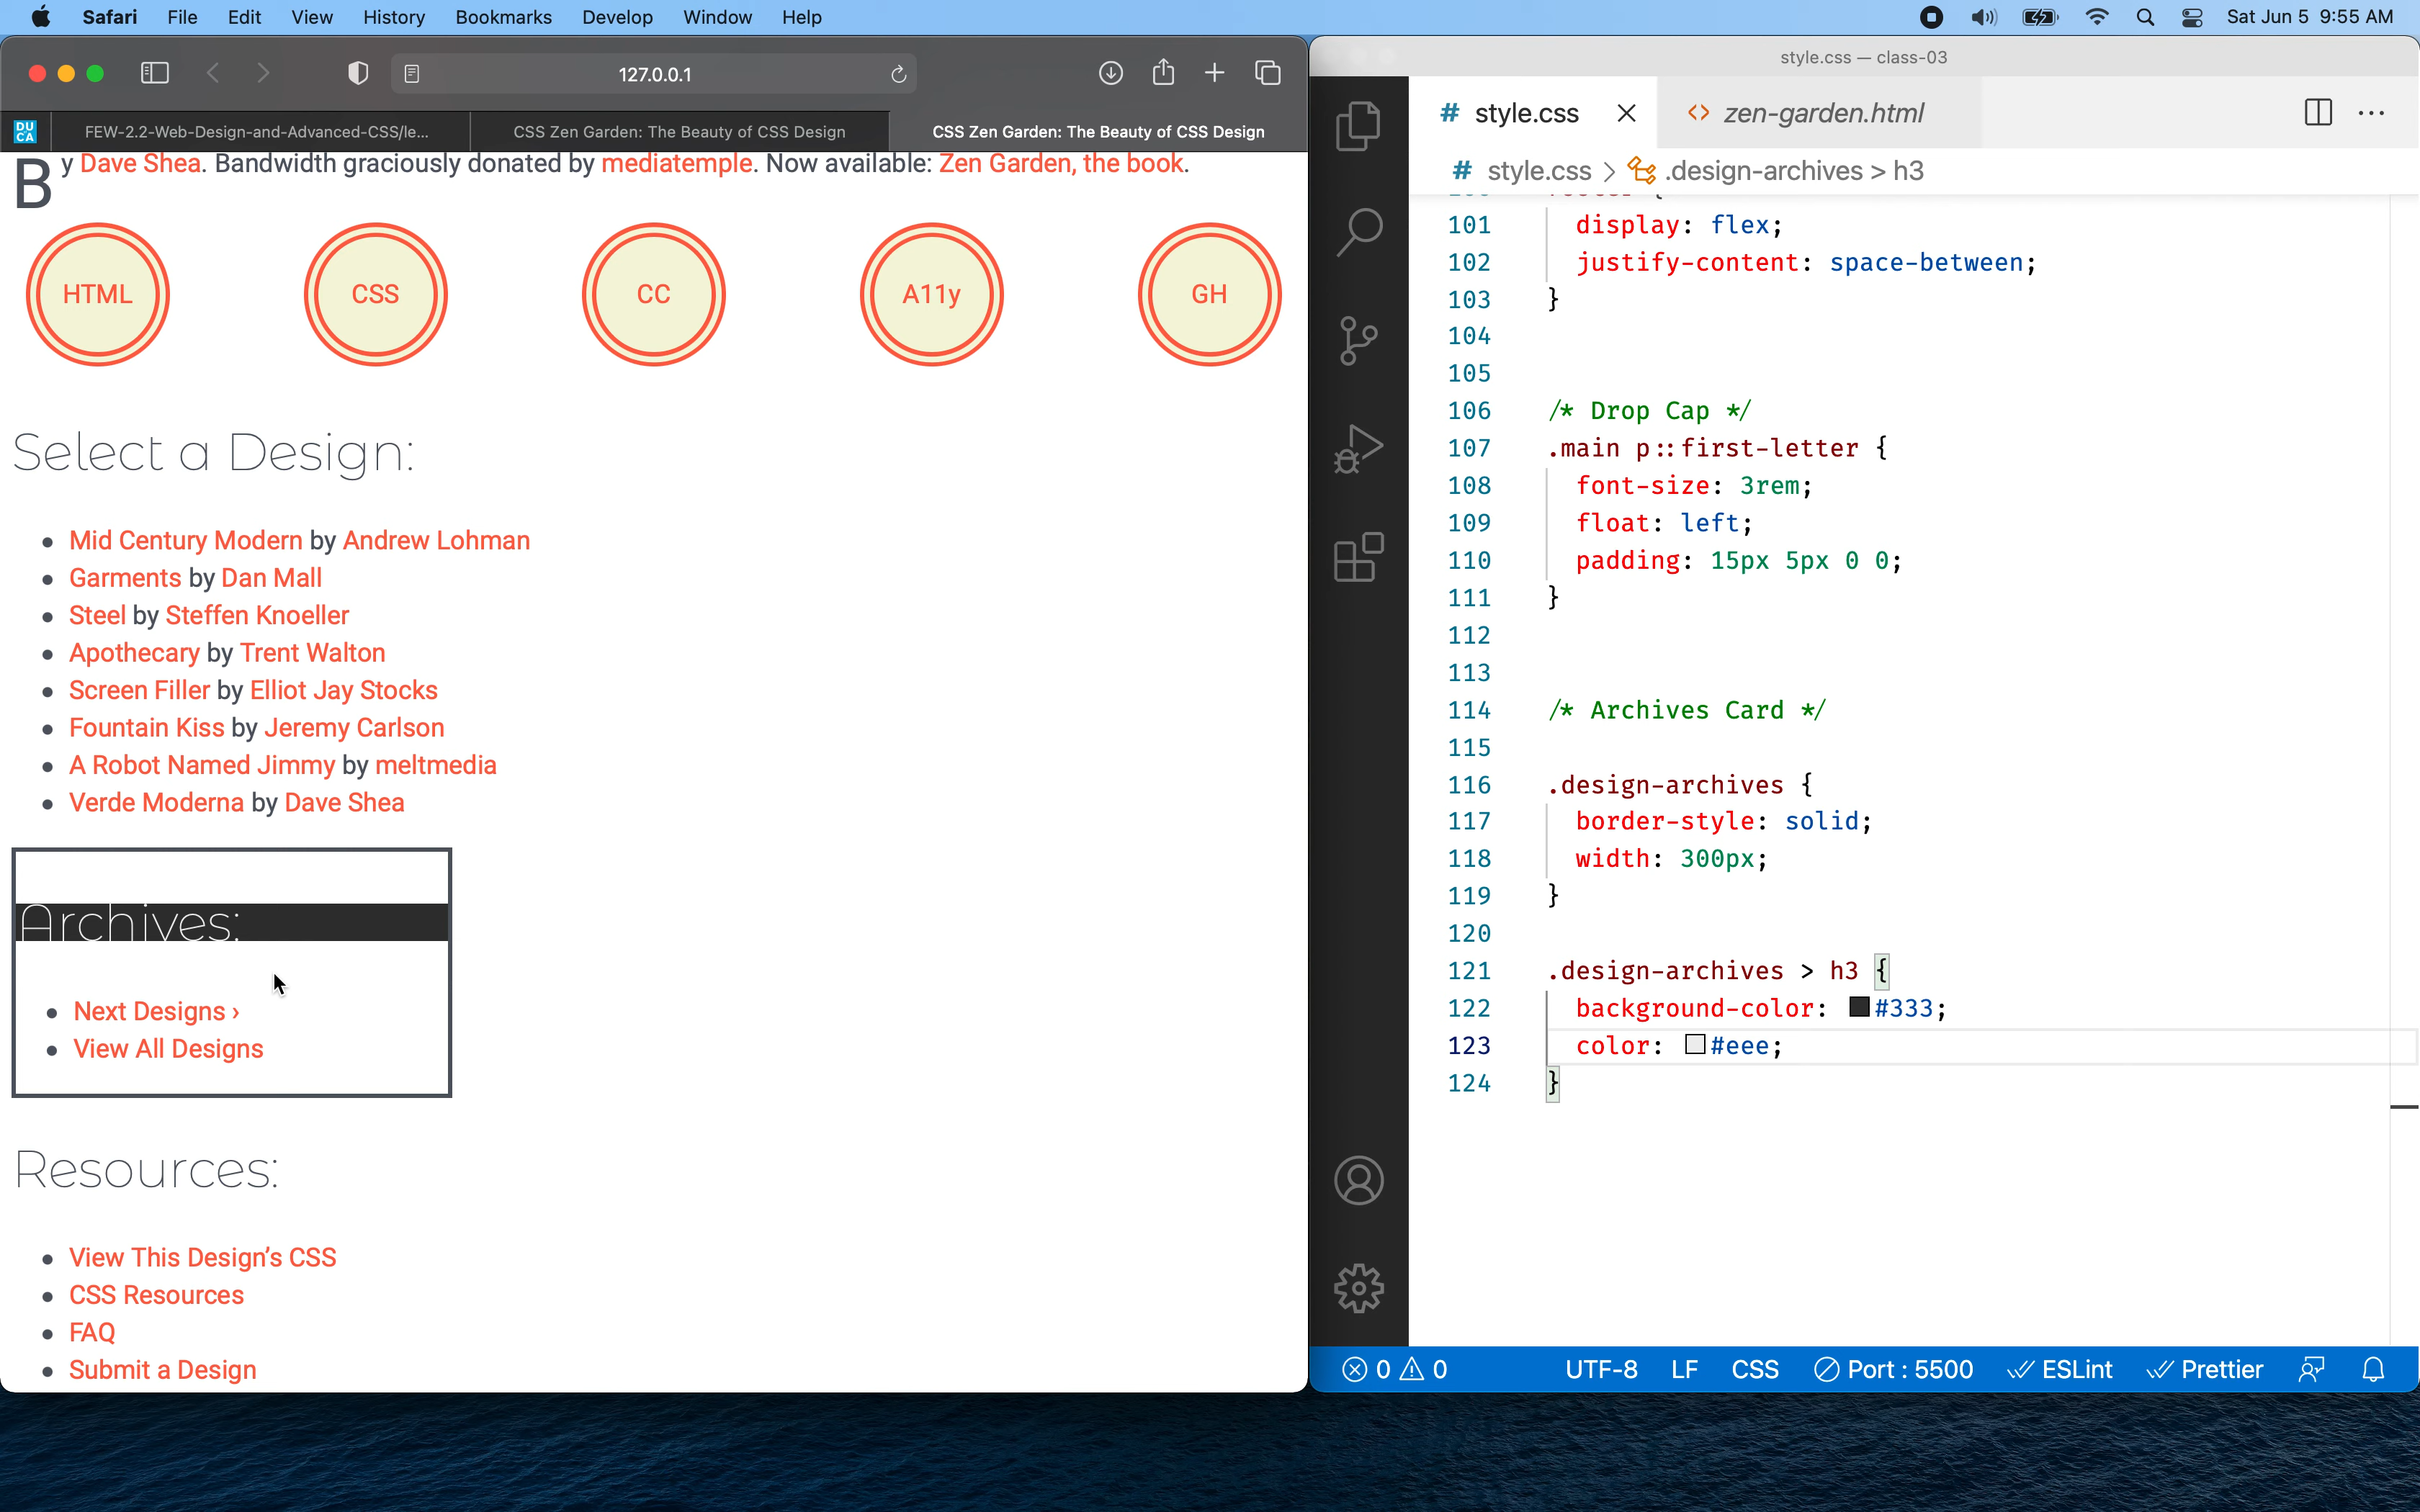 Safari File Edit View History Bookmarks Develop Window Help
Sat Jun 5 9:55 AM
127.0.0.1
DU
CA
FEW-2.2-Web-Design-and-Advanced-CSS/le...
CSS Zen Garden: The Beauty of CSS Design
CSS Zen Garden: The Beauty of CSS Design
By Dave Shea. Bandwidth graciously donated by mediatemple. Now available: Zen Garden, the book.
HTML
CSS
CC
A11y
GH
Select a Design:
Mid Century Modern by Andrew Lohman
Garments by Dan Mall
Steel by Steffen Knoeller
Apothecary by Trent Walton
Screen Filler by Elliot Jay Stocks
Fountain Kiss by Jeremy Carlson
A Robot Named Jimmy by meltmedia
Verde Moderna by Dave Shea
Archives:
Next Designs ›
View All Designs
Resources:
View This Design's CSS
CSS Resources
FAQ
Submit a Design
style.css — class-03
# style.css
<> zen-garden.html
# style.css > .design-archives > h3
101 display: flex;
102 justify-content: space-between;
103 }
104
105
106 /* Drop Cap */
107 .main p::first-letter {
108 font-size: 3rem;
109 float: left;
110 padding: 15px 5px 0 0;
111 }
112
113
114 /* Archives Card */
115
116 .design-archives {
117 border-style: solid;
118 width: 300px;
119 }
120
121 .design-archives > h3 {
122 background-color: #333;
123 color: #eee;
124 }
0 0 UTF-8 LF CSS Port : 5500 ESLint Prettier